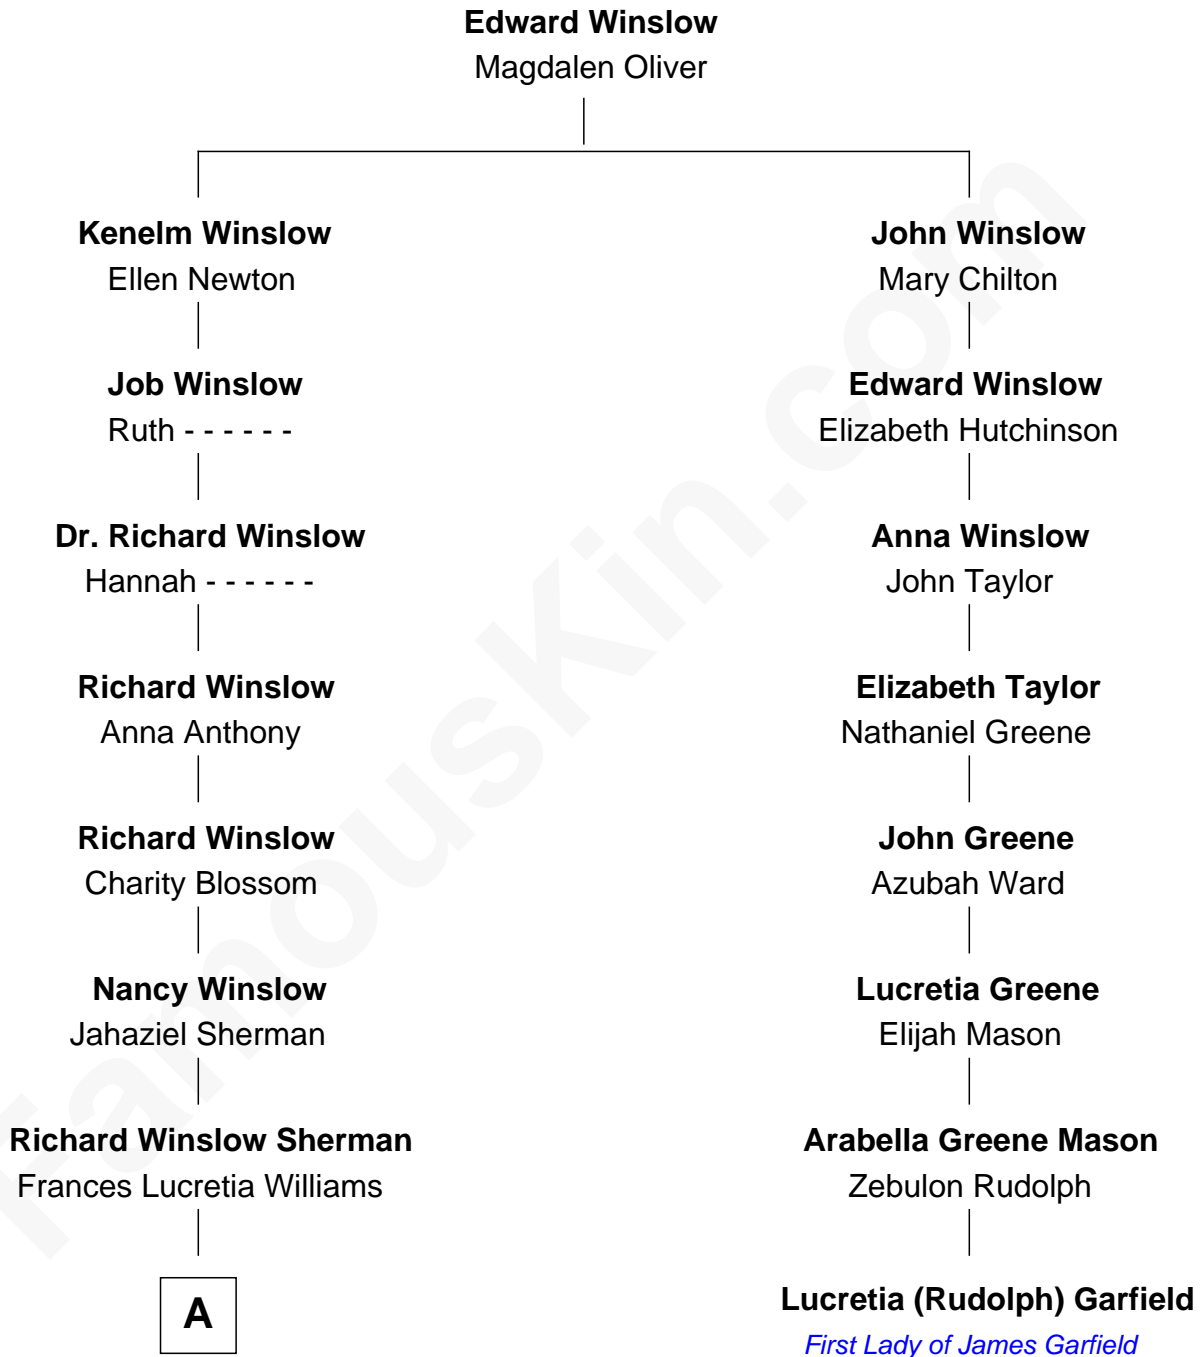 Edward Winslow
Magdalen Oliver
Kenelm Winslow
Ellen Newton
John Winslow
Mary Chilton
Job Winslow
Ruth - - - - - -
Edward Winslow
Elizabeth Hutchinson
Dr. Richard Winslow
Hannah - - - - - -
Anna Winslow
John Taylor
Richard Winslow
Anna Anthony
Elizabeth Taylor
Nathaniel Greene
Richard Winslow
Charity Blossom
John Greene
Azubah Ward
Nancy Winslow
Jahaziel Sherman
Lucretia Greene
Elijah Mason
Richard Winslow Sherman
Frances Lucretia Williams
Arabella Greene Mason
Zebulon Rudolph
A
Lucretia (Rudolph) Garfield
First Lady of James Garfield
FamousKin.com